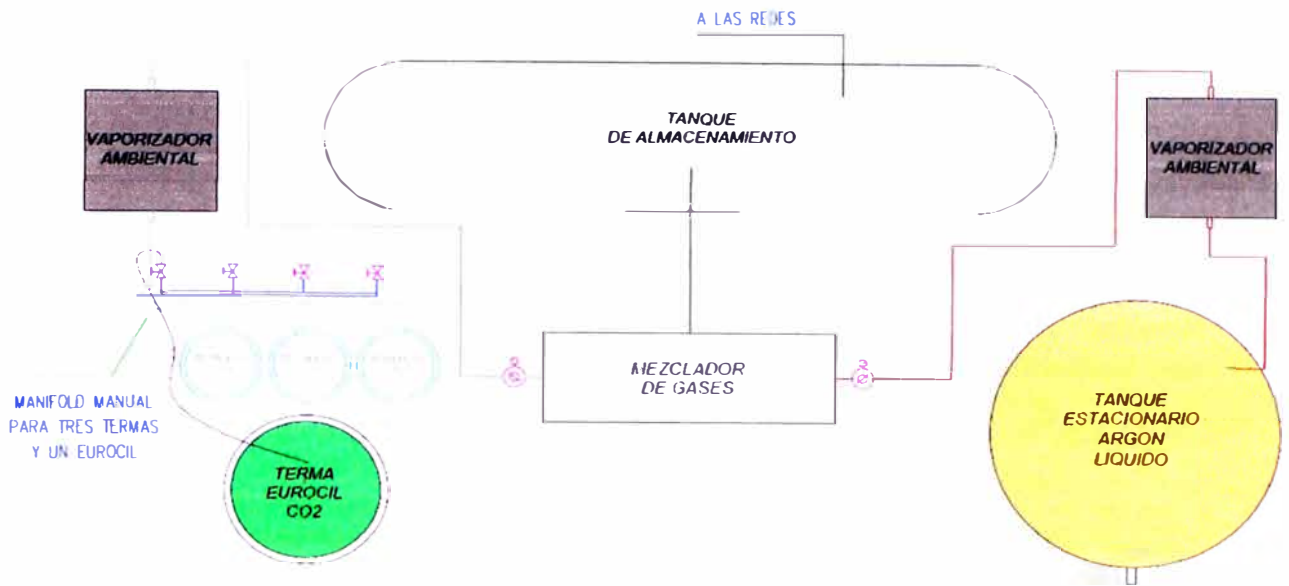 A LAS REDES
TANQUE
DE ALMACENAMIENTO
VAPORIZADOR
AMBIENTAL
VAPORIZADOR
AMBIENTAL
MEZCLADOR
DE GASES
MANIFOLD MANUAL
PARA TRES TERMAS
Y UN EUROCIL
TERMA
EUROCIL
CO2
TANQUE
ESTACIONARIO
ARGON
LIQUIDO